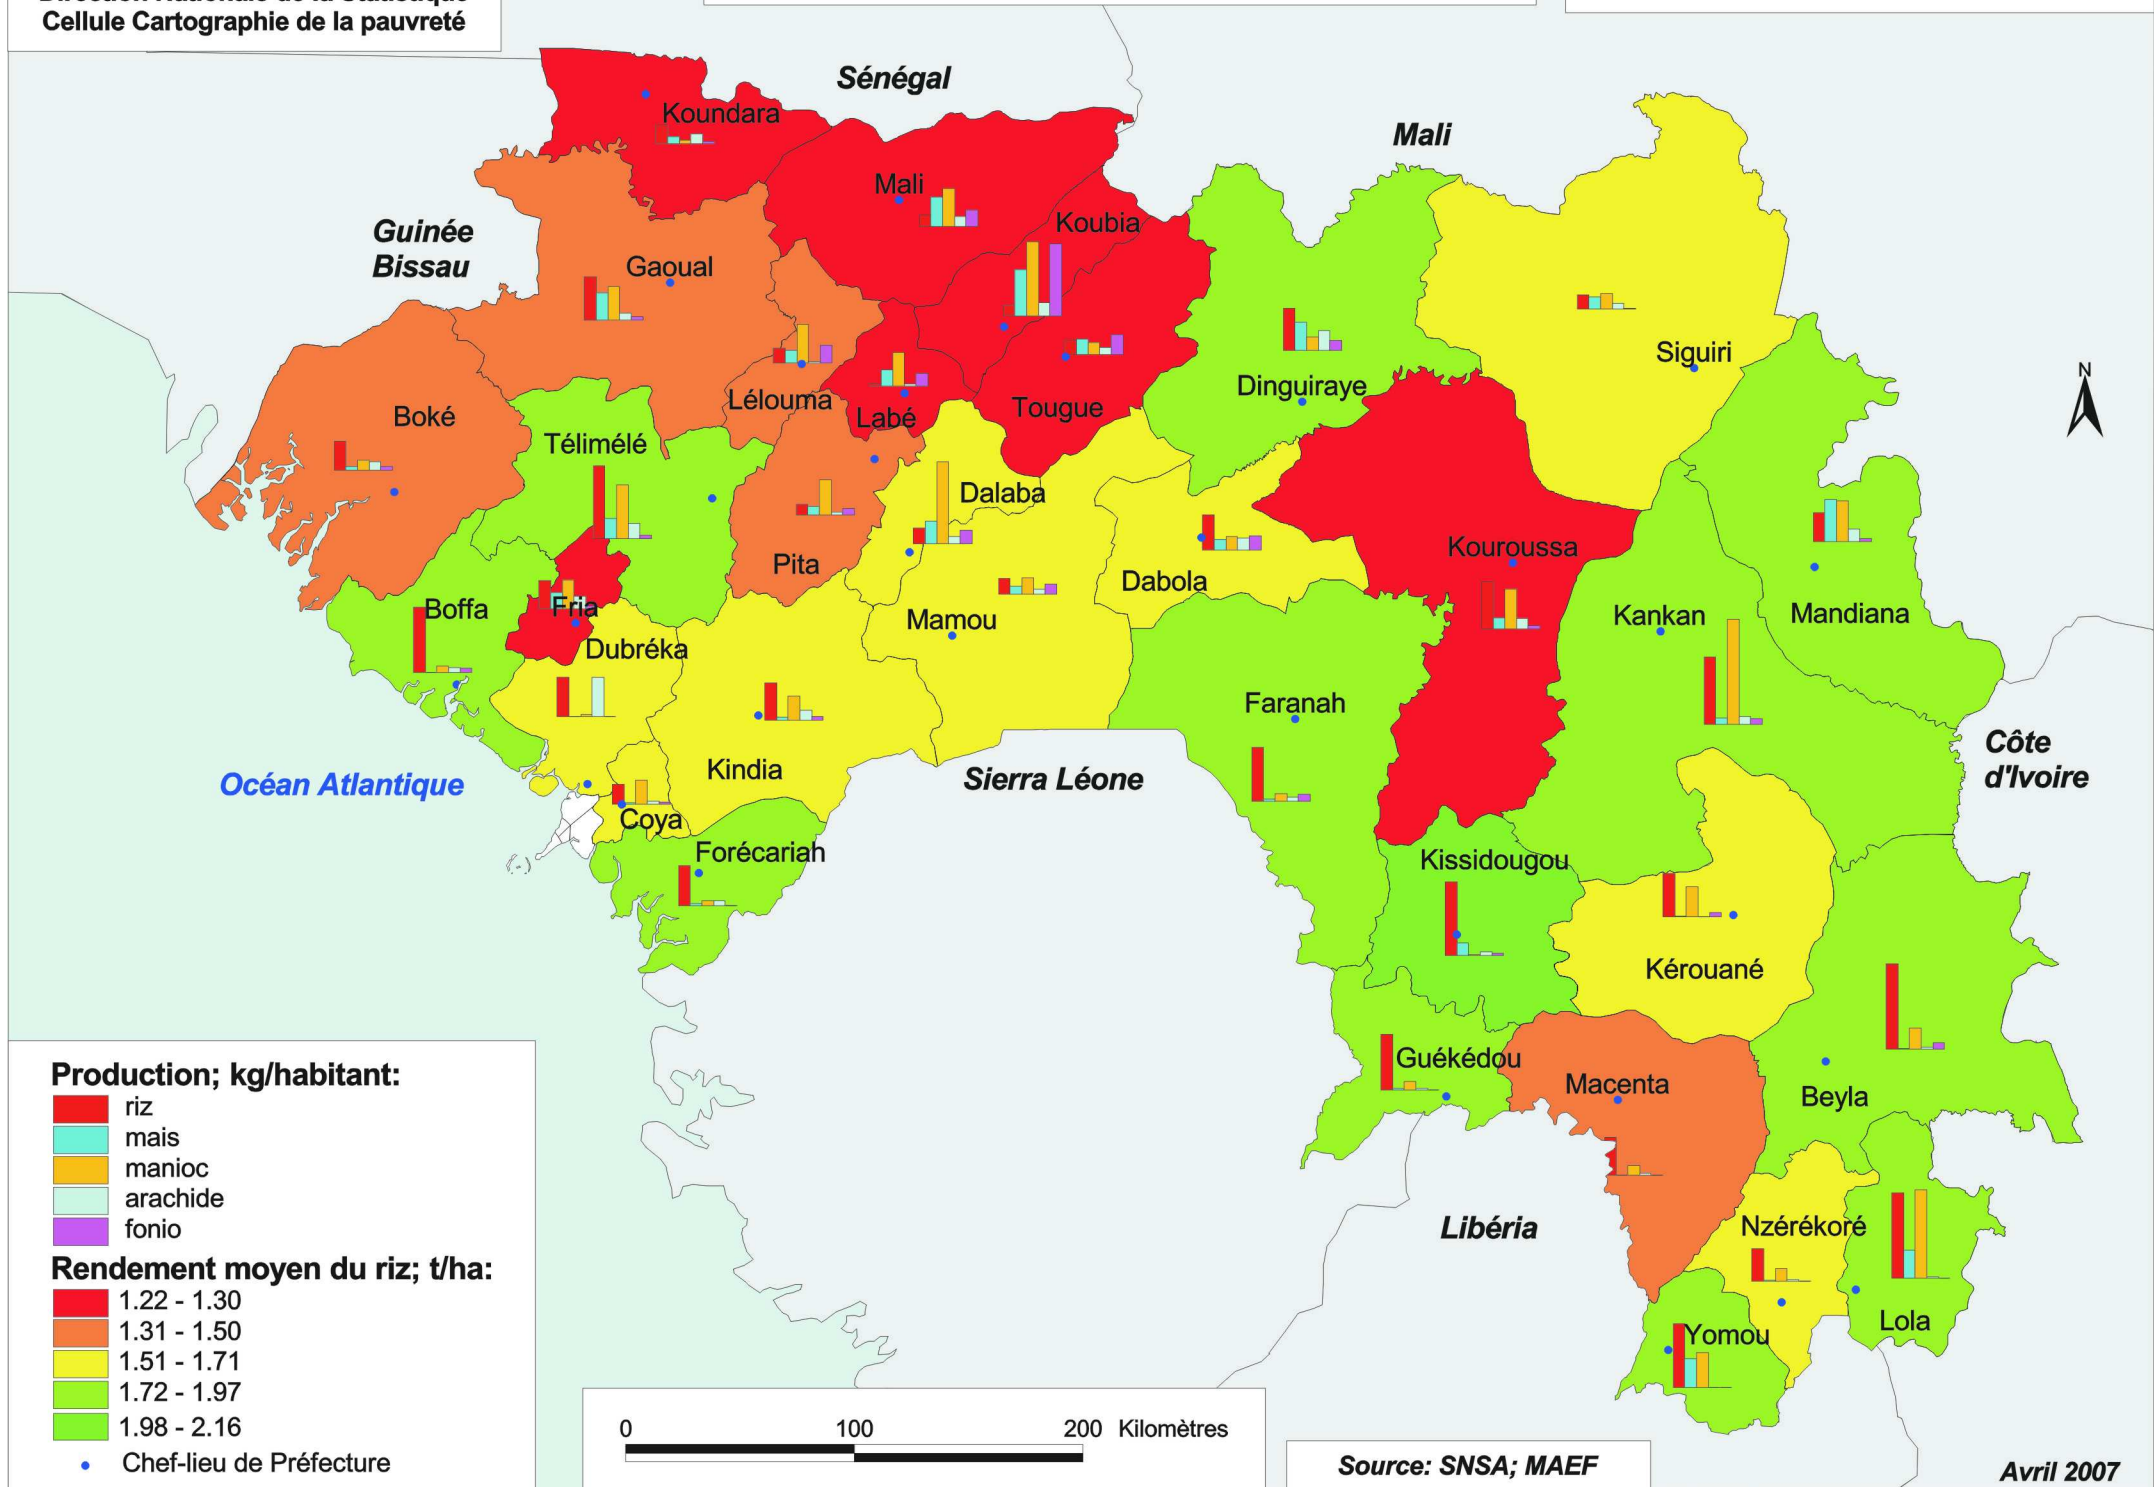 Direction Nationale de la Statistique
Cellule Cartographie de la pauvreté
Sénégal
Koundara
Mali
Mali
Koubia
Guinée
Bissau
Gaoual
Siguiri
Dinguiraye
Lélouma
Labé
Tougue
Boké
Télimélé
N
Dalaba
Pita
Dabola
Kouroussa
Boffa
Fria
Mamou
Kankan
Mandiana
Dubréka
Faranah
Côte
d'Ivoire
Océan Atlantique
Kindia
Sierra Léone
Coya
Forécariah
Kissidougou
Kérouané
Guékédou
Macenta
Beyla
Libéria
Nzérékoré
Lola
Yomou
Production; kg/habitant:
riz
mais
manioc
arachide
fonio
Rendement moyen du riz; t/ha:
1.22 - 1.30
1.31 - 1.50
1.51 - 1.71
1.72 - 1.97
1.98 - 2.16
Chef-lieu de Préfecture
0 100 200 Kilomètres
Source: SNSA; MAEF
Avril 2007